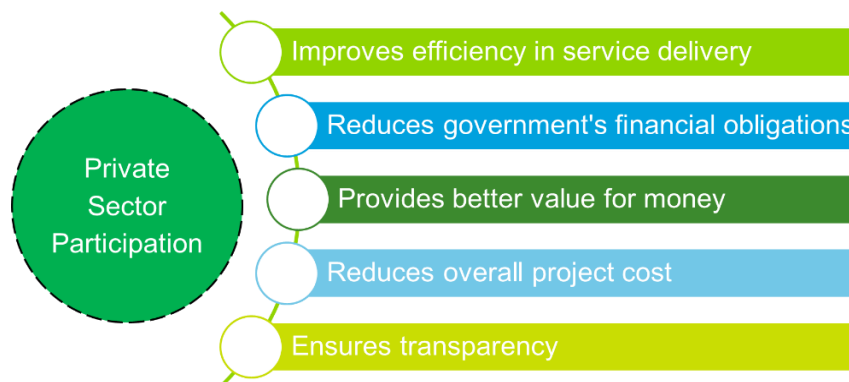 Improves efficiency in service delivery
Reduces government's financial obligations
Private
Sector
Participation
Provides better value for money
Reduces overall project cost
Ensures transparency